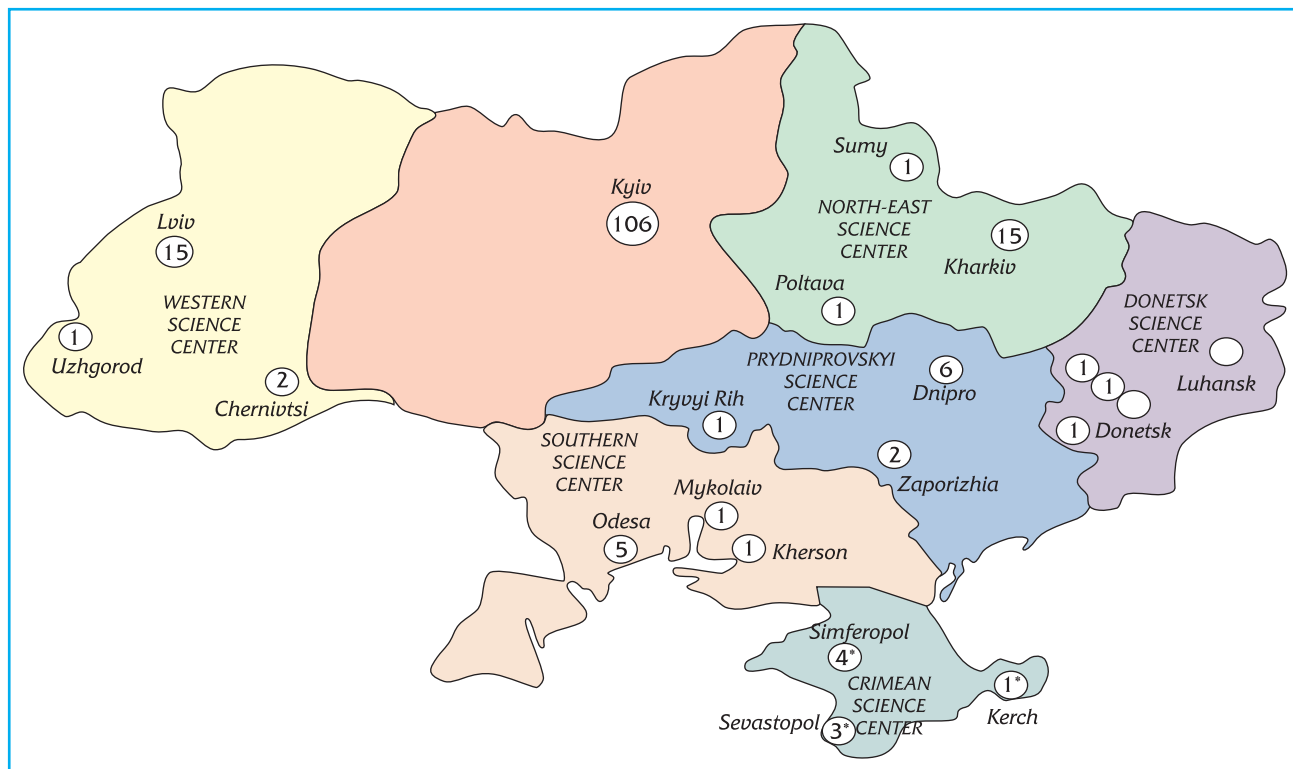 Sumy
1
NORTH-EAST
SCIENCE
CENTER
15
Kharkiv
Poltava
1
Kyiv
106
Lviv
15
WESTERN
SCIENCE
CENTER
1
Uzhgorod
2
Chernivtsi
DONETSK
SCIENCE
CENTER
Luhansk
1
1
1
Donetsk
PRYDNIPROVSKYI
SCIENCE
CENTER
6
Dnipro
Kryvyi Rih
1
2
Zaporizhia
SOUTHERN
SCIENCE
CENTER
Mykolaiv
1
Odesa
5
1
Kherson
Simferopol
4*
CRIMEAN
SCIENCE
CENTER
1*
Kerch
Sevastopol
3*